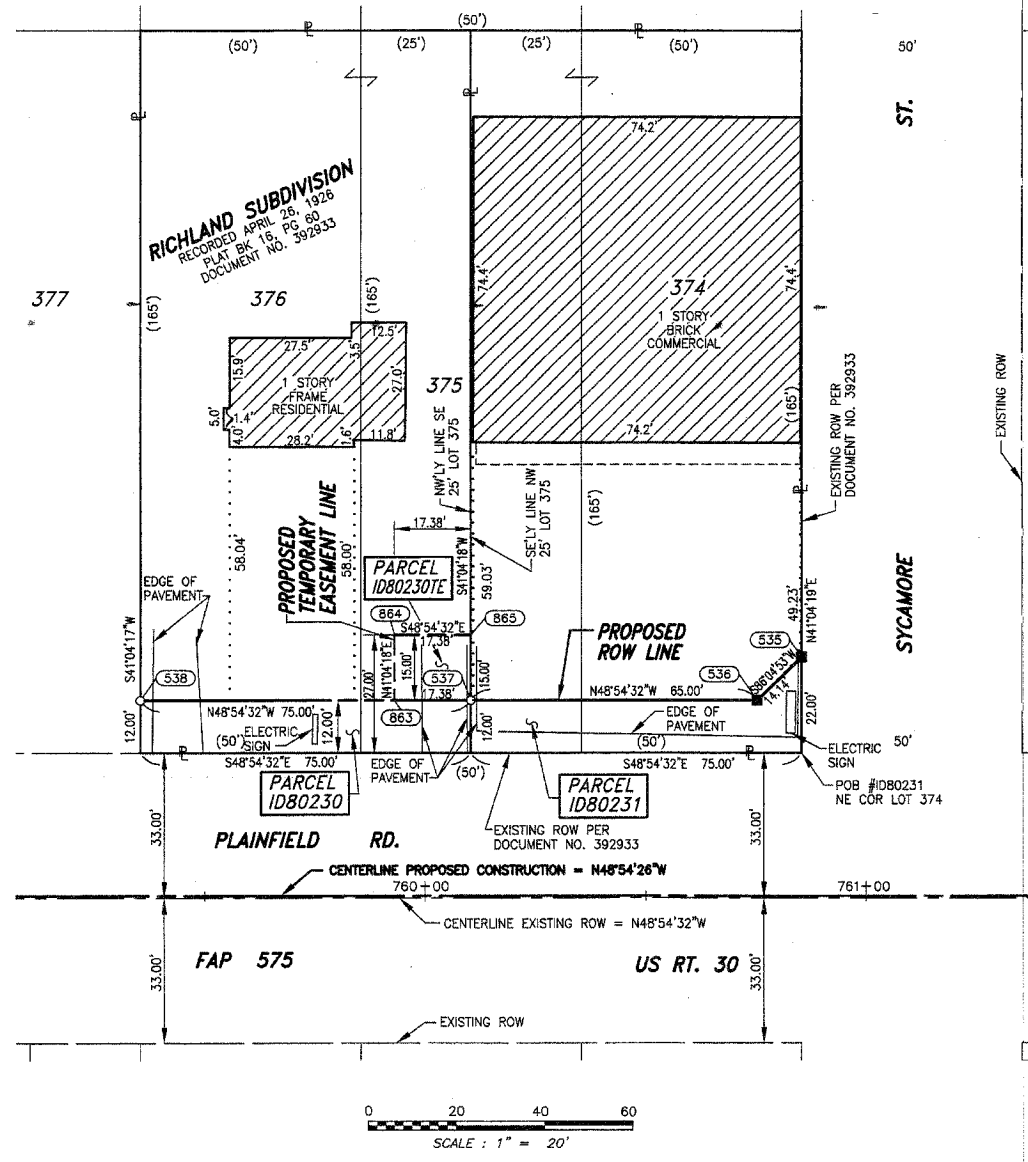 (50')
(50')
(25')
(25')
(50')
50'
ST.
74.2'
RICHLAND SUBDIVISION
RECORDED APRIL 26, 1926
PLAT BK 16, PG 60
DOCUMENT NO. 392933
377
376
(165')
(165')
74.4'
374
74.4'
1 STORY
BRICK
COMMERCIAL
12.5'
27.5'
3.5'
15.9'
27.0'
1 STORY
FRAME
RESIDENTIAL
375
5.0'
1.4'
4.0'
28.2'
1.6'
11.8'
74.2'
(165')
EXISTING ROW PER
DOCUMENT NO. 392933
EXISTING ROW
NW'LY LINE SE
25' LOT 375
SE'LY LINE NW
25' LOT 375
(165')
PROPOSED
TEMPORARY
EASEMENT LINE
17.38'
58.04'
58.00'
S41°04'18"W
59.03'
PARCEL
ID80230TE
EDGE OF
PAVEMENT
864
S48°54'32"E
17.38'
865
PROPOSED
ROW LINE
SYCAMORE
49.23'
N41°04'19"E
535
S41°04'17"W
538
N41°04'18"E
15.00'
27.00'
537
15.00'
536
S86°04'53"W
14.14'
N48°54'32"W 75.00'
17.38'
863
N48°54'32"W 65.00'
22.00'
12.00'
(50')
ELECTRIC
SIGN
12.00'
12.00'
EDGE OF
PAVEMENT
(50')
ELECTRIC
SIGN
50'
S48°54'32"E 75.00'
EDGE OF
PAVEMENT
(50')
S48°54'32"E 75.00'
PARCEL
ID80230
PARCEL
ID80231
POB #ID80231
NE COR LOT 374
33.00'
PLAINFIELD RD.
EXISTING ROW PER
DOCUMENT NO. 392933
33.00'
CENTERLINE PROPOSED CONSTRUCTION = N48°54'26"W
760+00
761+00
CENTERLINE EXISTING ROW = N48°54'32"W
33.00'
FAP 575
US RT. 30
33.00'
EXISTING ROW
0 20 40 60
SCALE : 1" = 20'